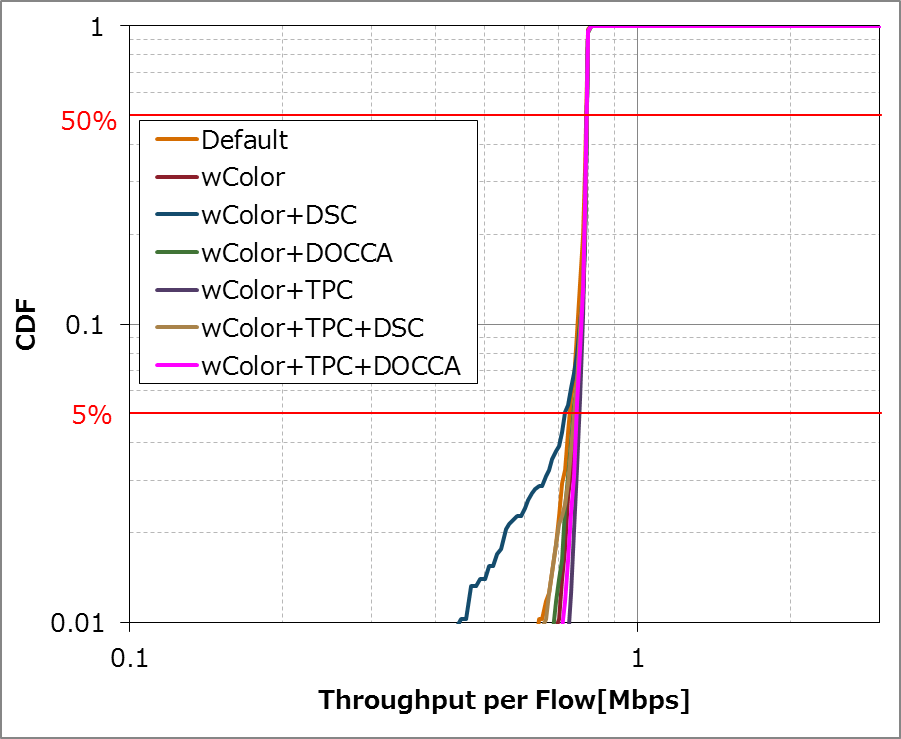 1
50%
Default
wColor
wColor+DSC
wColor+DOCCA
wColor+TPC
wColor+TPC+DSC
wColor+TPC+DOCCA
CDF
0.1
5%
0.01
0.1
1
Throughput per Flow[Mbps]